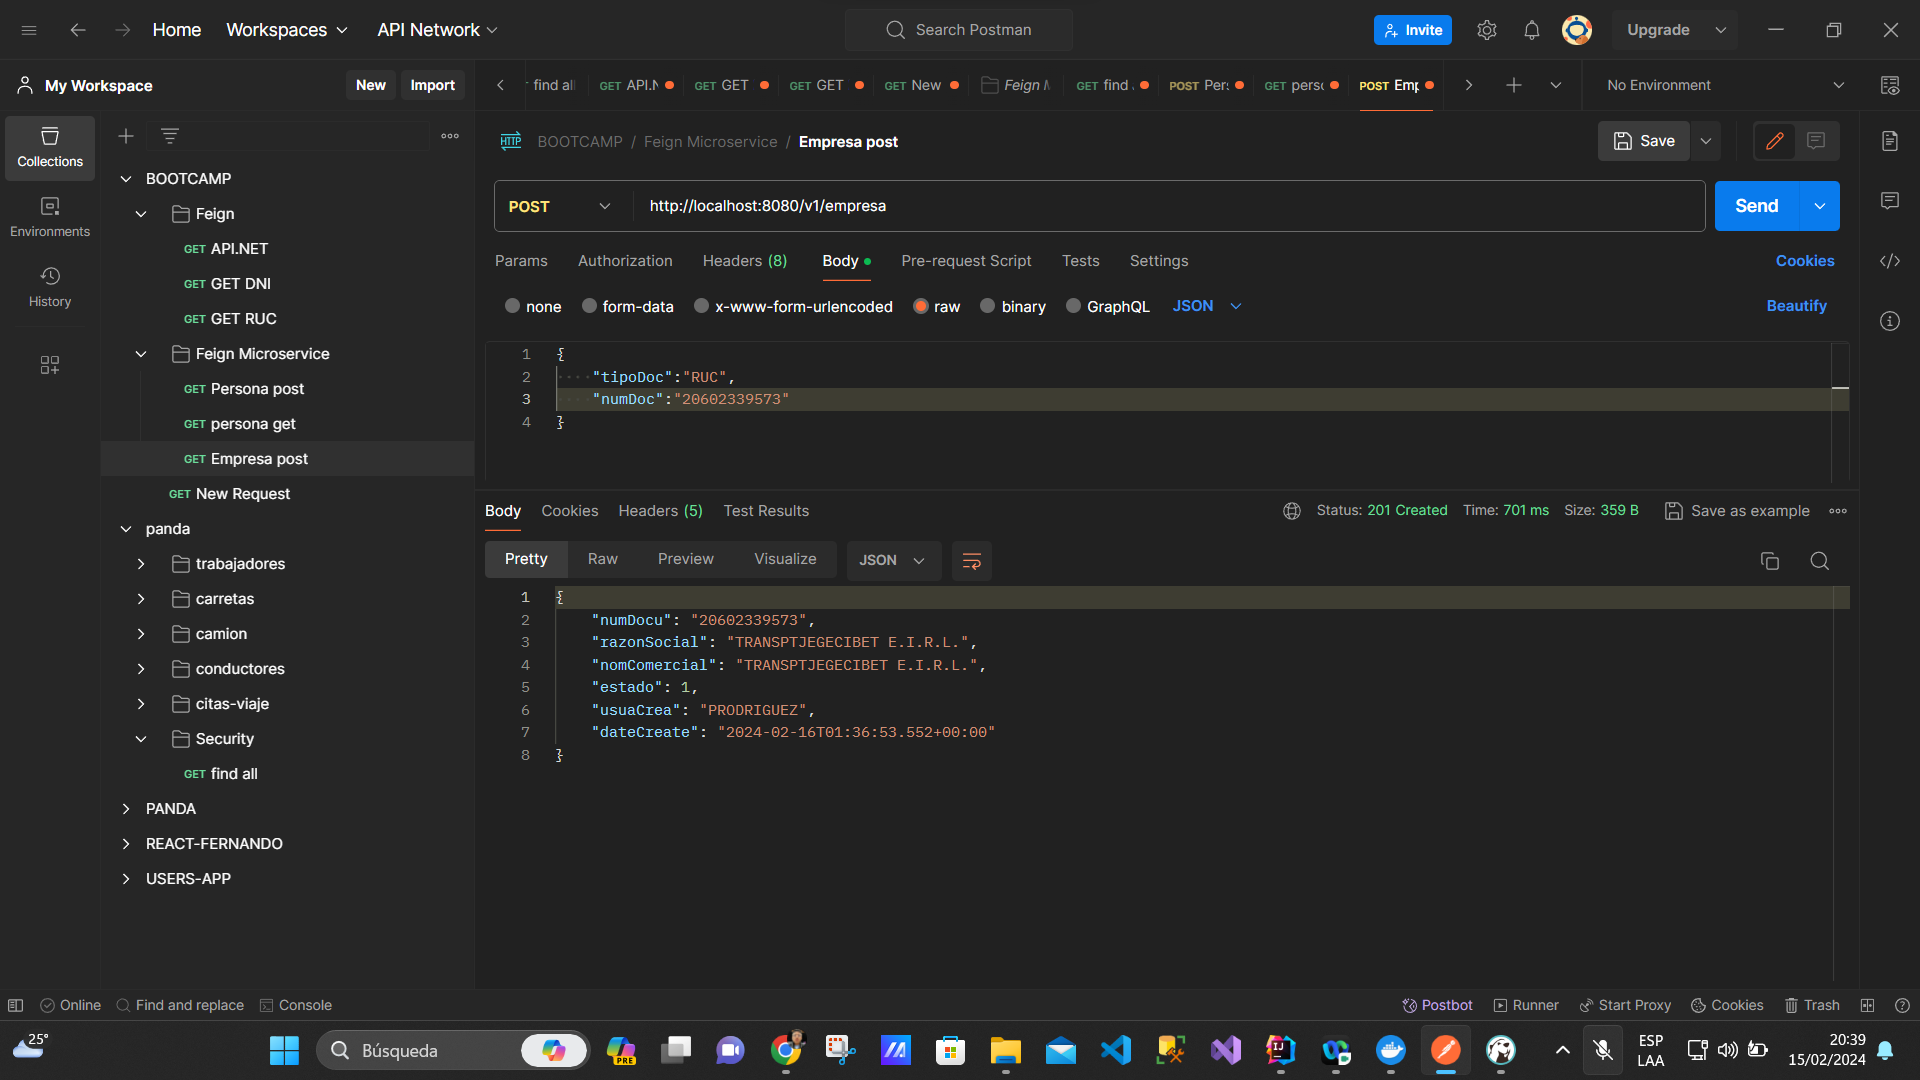 Home
Workspaces
API Network
Search Postman
Invite
Upgrade
My Workspace
New
Import
find al
GET API.N
GET GET
GET GET
GET New
Feign M
GET find
POST Pers
GET perso
POST Emp
No Environment
Collections
Environments
History
BOOTCAMP
Feign
GET API.NET
GET GET DNI
GET GET RUC
Feign Microservice
GET Persona post
GET persona get
GET Empresa post
GET New Request
panda
trabajadores
carretas
camion
conductores
citas-viaje
Security
GET find all
PANDA
REACT-FERNANDO
USERS-APP
HTTP BOOTCAMP / Feign Microservice / Empresa post
Save
POST
http://localhost:8080/v1/empresa
Send
Params
Authorization
Headers (8)
Body
Pre-request Script
Tests
Settings
Cookies
none
form-data
x-www-form-urlencoded
raw
binary
GraphQL
JSON
Beautify
1 {
2 "tipoDoc":"RUC",
3 "numDoc":"20602339573"
4 }
Body
Cookies
Headers (5)
Test Results
Status: 201 Created
Time: 701 ms
Size: 359 B
Save as example
Pretty
Raw
Preview
Visualize
JSON
1 {
2 "numDocu": "20602339573",
3 "razonSocial": "TRANSPTJEGECIBET E.I.R.L.",
4 "nomComercial": "TRANSPTJEGECIBET E.I.R.L.",
5 "estado": 1,
6 "usuaCrea": "PRODRIGUEZ",
7 "dateCreate": "2024-02-16T01:36:53.552+00:00"
8 }
Online
Find and replace
Console
Postbot
Runner
Start Proxy
Cookies
Trash
25°
Búsqueda
PRE
IJ
ESP
LAA
20:39
15/02/2024